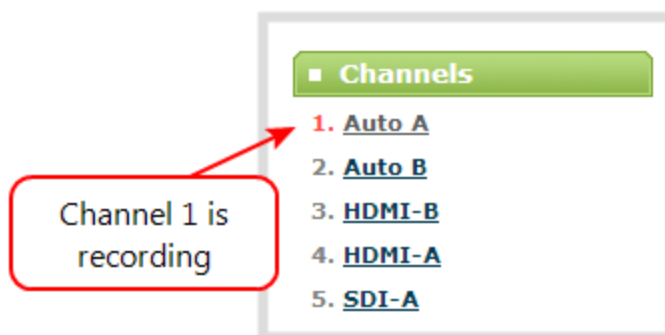 Channels
1. Auto A
2. Auto B
3. HDMI-B
4. HDMI-A
5. SDI-A
Channel 1 is
recording